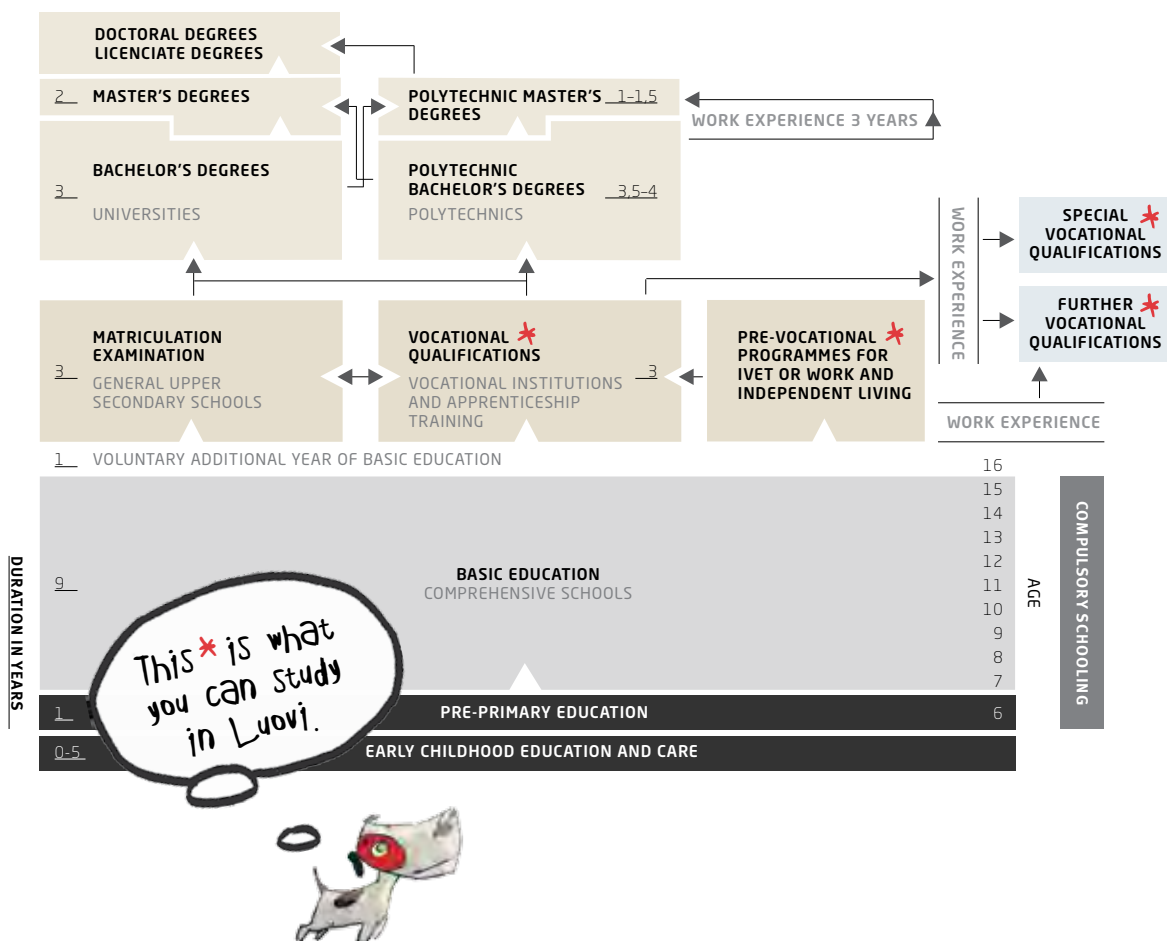 DOCTORAL DEGREES
LICENCIATE DEGREES
2 MASTER'S DEGREES
POLYTECHNIC MASTER'S 1–1,5
DEGREES
WORK EXPERIENCE 3 YEARS
3 BACHELOR'S DEGREES
UNIVERSITIES
POLYTECHNIC
BACHELOR'S DEGREES 3,5–4
POLYTECHNICS
WORK EXPERIENCE
SPECIAL *
VOCATIONAL
QUALIFICATIONS
FURTHER *
VOCATIONAL
QUALIFICATIONS
WORK EXPERIENCE
MATRICULATION
EXAMINATION
3 GENERAL UPPER
SECONDARY SCHOOLS
VOCATIONAL *
QUALIFICATIONS
VOCATIONAL INSTITUTIONS 3
AND APPRENTICESHIP
TRAINING
PRE-VOCATIONAL *
PROGRAMMES FOR
IVET OR WORK AND
INDEPENDENT LIVING
1 VOLUNTARY ADDITIONAL YEAR OF BASIC EDUCATION 16
15
14
13
12
11
10
9
8
7
9 BASIC EDUCATION
COMPREHENSIVE SCHOOLS
AGE
COMPULSORY SCHOOLING
DURATION IN YEARS
1 PRE-PRIMARY EDUCATION 6
0-5 EARLY CHILDHOOD EDUCATION AND CARE
This * is what
you can study
in Luovi.